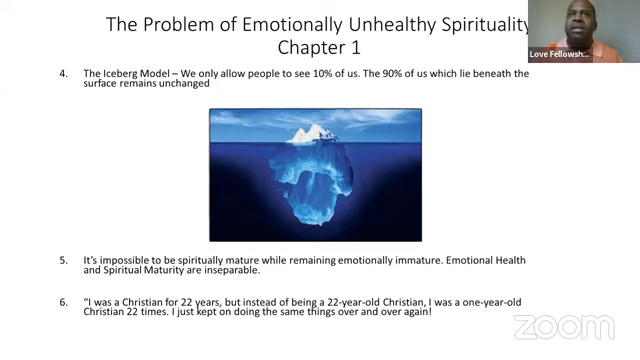 The Problem of Emotionally Unhealthy Spirituality
Chapter 1
Love Fellowsh...
4. The Iceberg Model – We only allow people to see 10% of us. The 90% of us which lie beneath the
surface remains unchanged
5. It's impossible to be spiritually mature while remaining emotionally immature. Emotional Health
and Spiritual Maturity are inseparable.
6. "I was a Christian for 22 years, but instead of being a 22-year-old Christian, I was a one-year-old
Christian 22 times. I just kept on doing the same things over and over again!
zoom